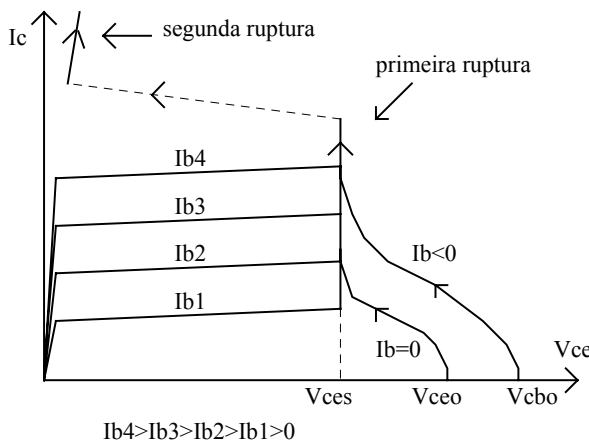 Ic
segunda ruptura
primeira ruptura
Ib4
Ib3
Ib2
Ib1
Ib<0
Ib=0
Vce
Vces
Vceo
Vcbo
Ib4>Ib3>Ib2>Ib1>0